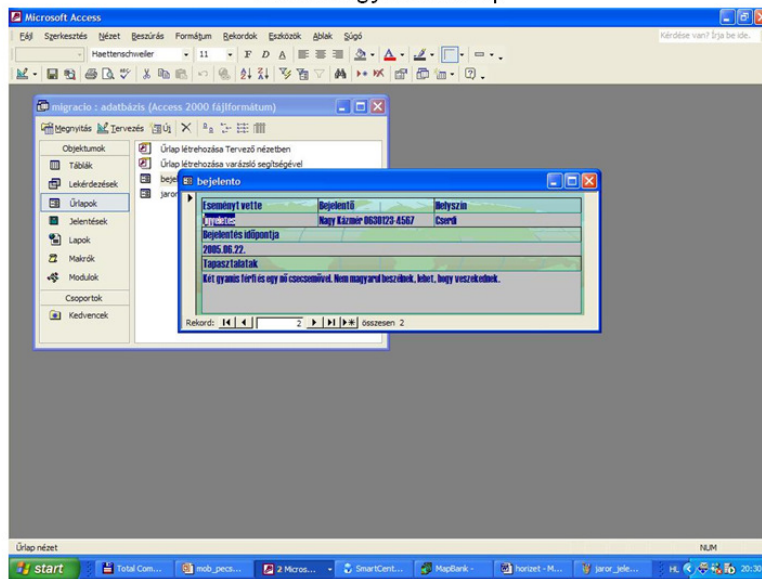 Microsoft Access
Fájl Szerkesztés Nézet Beszúrás Formátum Rekordok Eszközök Ablak Súgó Kérdése van? Írja be ide.
Haettenschweiler 11 F D A
migracio : adatbázis (Access 2000 fájlformátum)
Megnyitás Tervezés Új
Objektumok
Táblák
Lekérdezések
Űrlapok
Jelentések
Lapok
Makrók
Modulok
Csoportok
Kedvencek
Űrlap létrehozása Tervező nézetben
Űrlap létrehozása varázsló segítségével
bejelento
Eseményt vette Bejelentő Helyszín
ügyeletes Nagy Kázmér 0630123-4567 Cserdi
Bejelentés időpontja
2005.06.22.
Tapasztalatak
Két gyanús férfi és egy nő csecsemővel. Nem magyarul beszélnek, lehet, hogy veszekednek.
Rekord: 2 összesen 2
Űrlap nézet NUM
start Total Com... mob_pecs... 2 Micros... SmartCent... MapBank - horizet - M... jaror_jele... HL 20:30